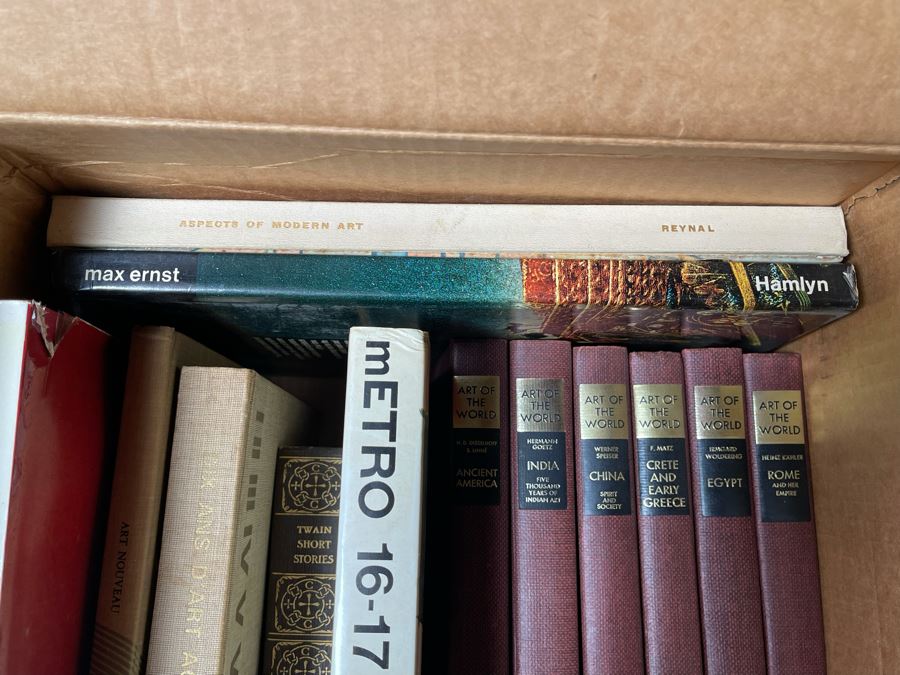 ASPECTS OF MODERN ART REYNAL
max ernst Hamlyn
ART NOUVEAU
ANS D'ART
TWAIN
SHORT
STORIES
mETRO 16-17
ART OF
THE
WORLD
ANCIENT
AMERICA
ART OF
THE
WORLD
HERMANN
GOETZ
INDIA
FIVE
THOUSAND
YEARS OF
INDIAN ART
ART OF
THE
WORLD
WERNER
SPEISER
CHINA
SPIRIT
AND
SOCIETY
ART OF
THE
WORLD
F. MATZ
CRETE
AND
EARLY
GREECE
ART OF
THE
WORLD
IRMGARD
WOLDERING
EGYPT
ART OF
THE
WORLD
HEINZ KÄHLER
ROME
AND HER
EMPIRE